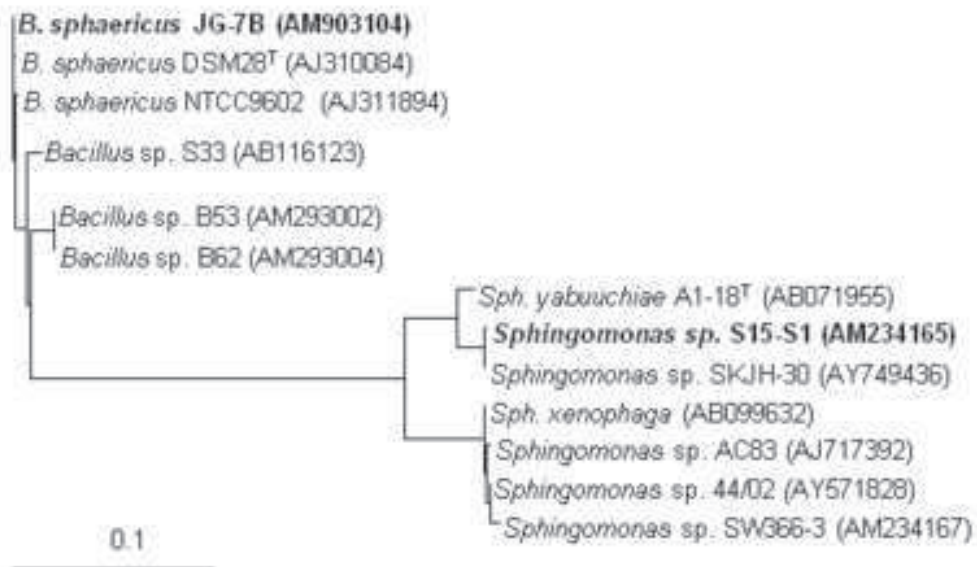 B. sphaericus JG-7B (AM903104)
B. sphaericus DSM28ᵀ (AJ310084)
B. sphaericus NTCC9602 (AJ311894)
Bacillus sp. S33 (AB116123)
Bacillus sp. B53 (AM293002)
Bacillus sp. B62 (AM293004)
Sph. yabuuchiae A1-18ᵀ (AB071955)
Sphingomonas sp. S15-S1 (AM234165)
Sphingomonas sp. SKJH-30 (AY749436)
Sph. xenophaga (AB099632)
Sphingomonas sp. AC83 (AJ717392)
Sphingomonas sp. 44/02 (AY571828)
Sphingomonas sp. SW366-3 (AM234167)
0.1